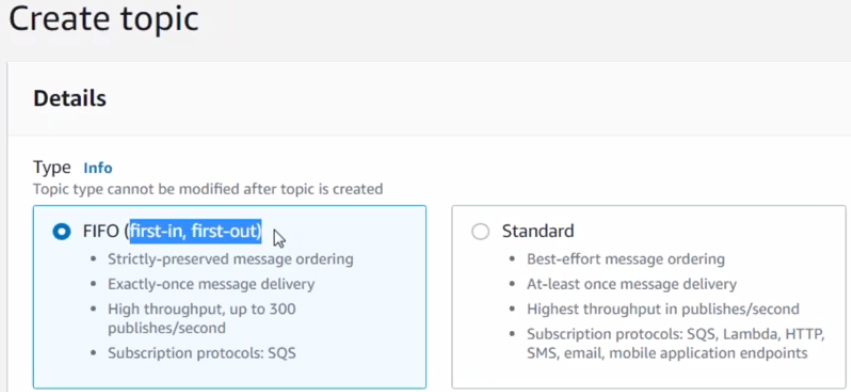 Create topic
Details
Type Info
Topic type cannot be modified after topic is created
FIFO (first-in, first-out)
• Strictly-preserved message ordering
• Exactly-once message delivery
• High throughput, up to 300
publishes/second
• Subscription protocols: SQS
Standard
• Best-effort message ordering
• At-least once message delivery
• Highest throughput in publishes/second
• Subscription protocols: SQS, Lambda, HTTP,
SMS, email, mobile application endpoints